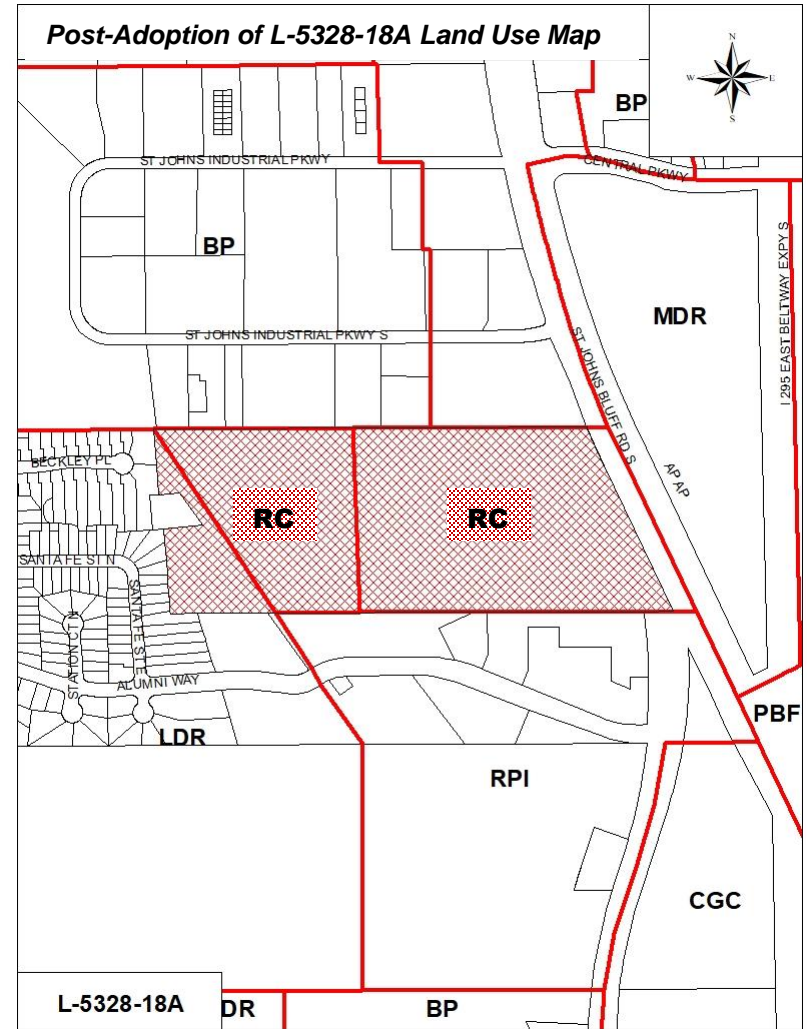 Post-Adoption of L-5328-18A Land Use Map
N
W
E
S
BP
ST JOHNS INDUSTRIAL PKWY
CENTRAL PKWY
BP
I 295 EAST BELTWAY EXPY S
MDR
ST JOHNS INDUSTRIAL PKWY S
ST JOHNS BLUFF RD S
BECKLEY PL
AP AP
RC
RC
SANTA FE ST N
SANTA FE ST E
STATION CT N
ALUMNI WAY
PBF
LDR
RPI
CGC
L-5328-18A
DR
BP